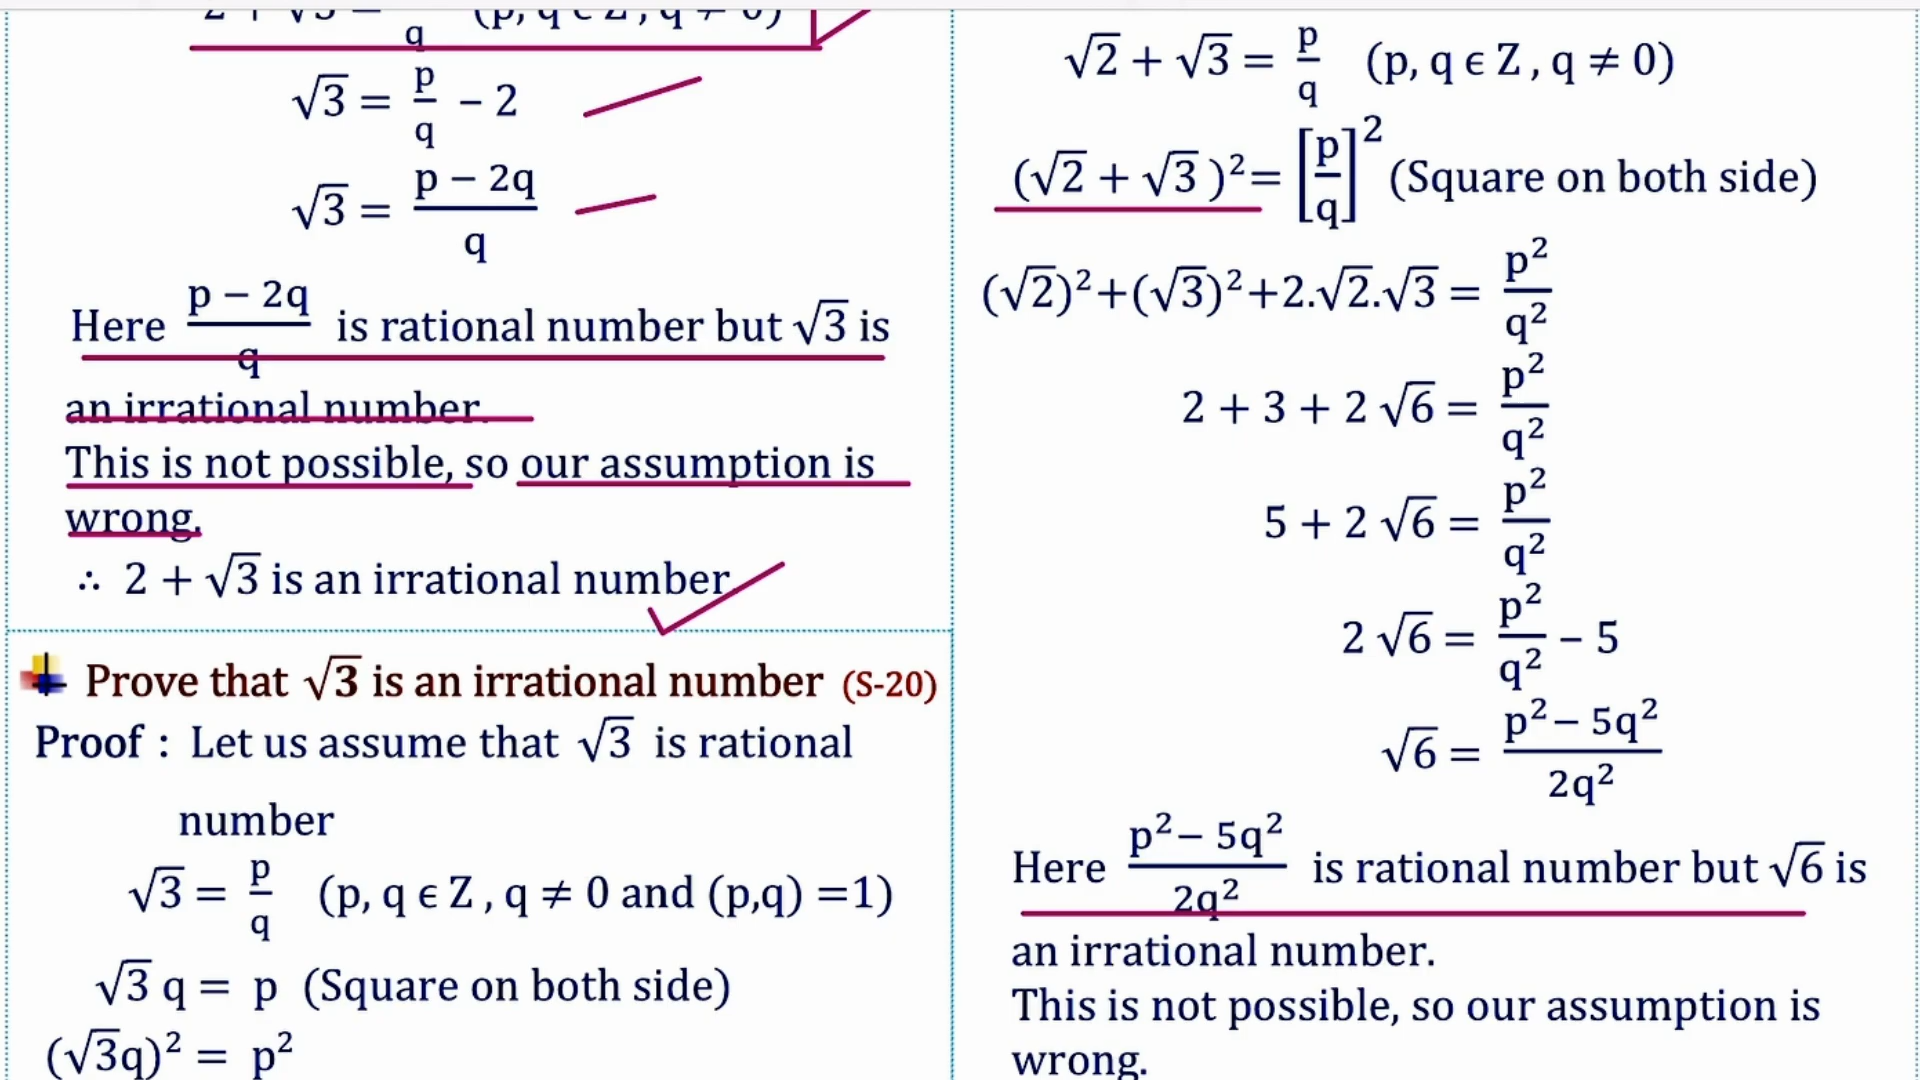 2 + √3 = p/q (p, q ϵ Z , q ≠ 0)
√3 = p/q − 2
√3 = (p − 2q)/q
Here (p − 2q)/q is rational number but √3 is
an irrational number.
This is not possible, so our assumption is
wrong.
∴ 2 + √3 is an irrational number.
Prove that √3 is an irrational number (S-20)
Proof : Let us assume that √3 is rational
number
√3 = p/q (p, q ϵ Z , q ≠ 0 and (p,q) =1)
√3 q = p (Square on both side)
(√3q)² = p²
√2 + √3 = p/q (p, q ϵ Z , q ≠ 0)
(√2 + √3 )²= [p/q]² (Square on both side)
(√2)²+(√3)²+2.√2.√3 = p²/q²
2 + 3 + 2 √6 = p²/q²
5 + 2 √6 = p²/q²
2 √6 = p²/q² − 5
√6 = (p²− 5q²)/2q²
Here (p²− 5q²)/2q² is rational number but √6 is
an irrational number.
This is not possible, so our assumption is
wrong.